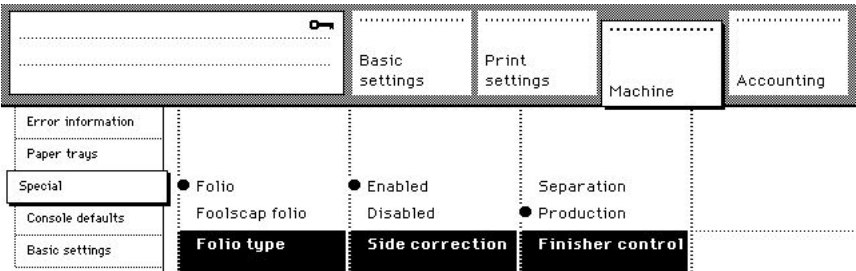 Basic
settings
Print
settings
Machine
Accounting
Error information
Paper trays
Special
Console defaults
Basic settings
Folio
Foolscap folio
Folio type
Enabled
Disabled
Side correction
Separation
Production
Finisher control